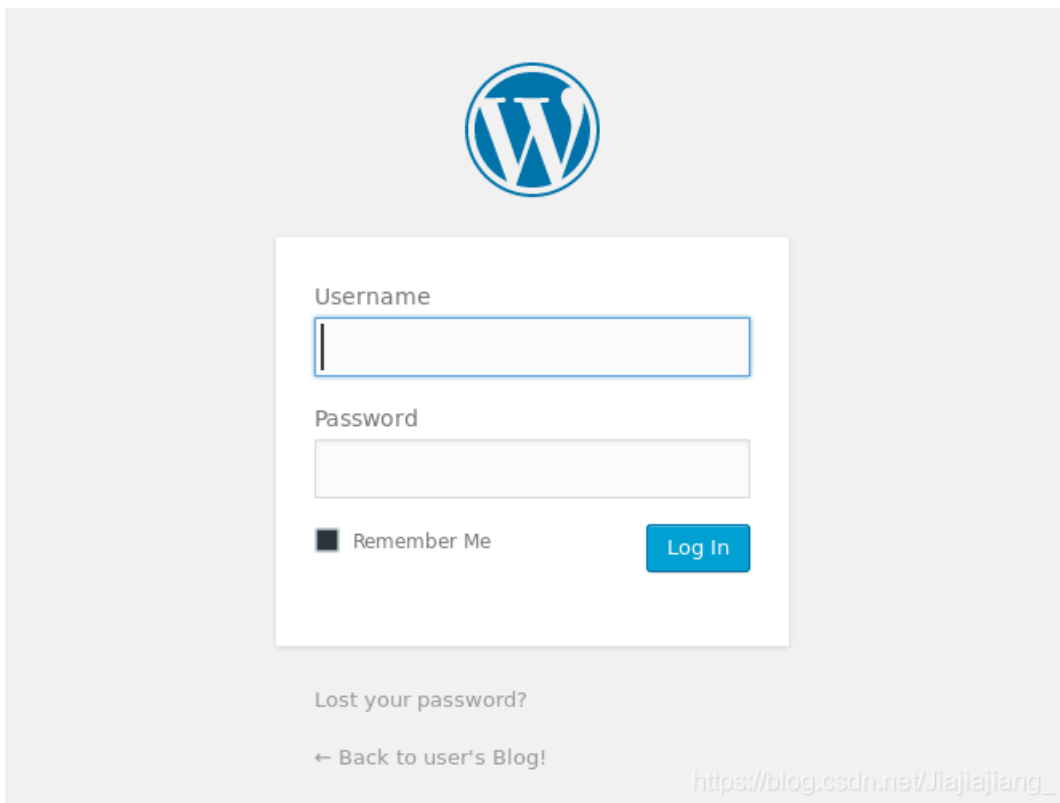 Username
Password
Remember Me
Log In
Lost your password?
← Back to user's Blog!
https://blog.csdn.net/Jiajiajiang_